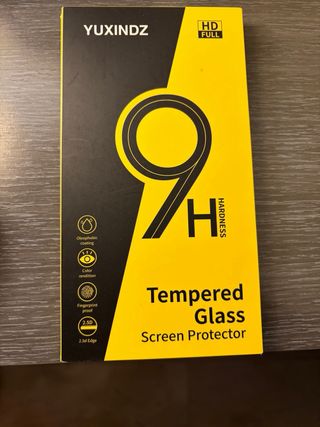 YUXINDZ
HD
FULL
9H
HARDNESS
Oleophobic
coating
Color
rendition
Fingerprint
proof
2.5D
2.5d Edge
Tempered
Glass
Screen Protector